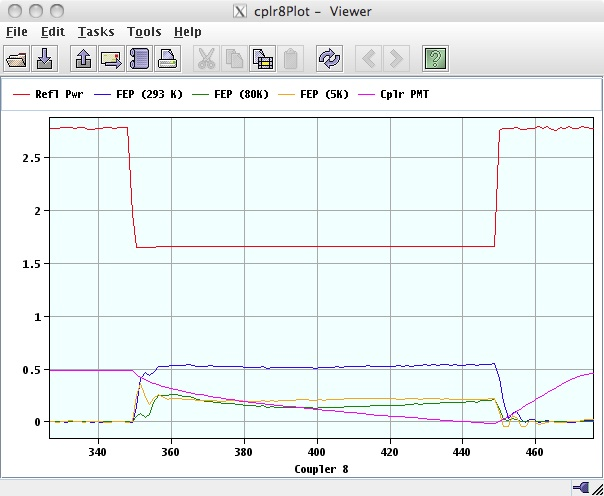 cplr8Plot - Viewer
File Edit Tasks Tools Help
Refl Pwr FEP (293 K) FEP (80K) FEP (5K) Cplr PMT
2.5
2
1.5
1
0.5
0
340 360 380 400 420 440 460
Coupler 8